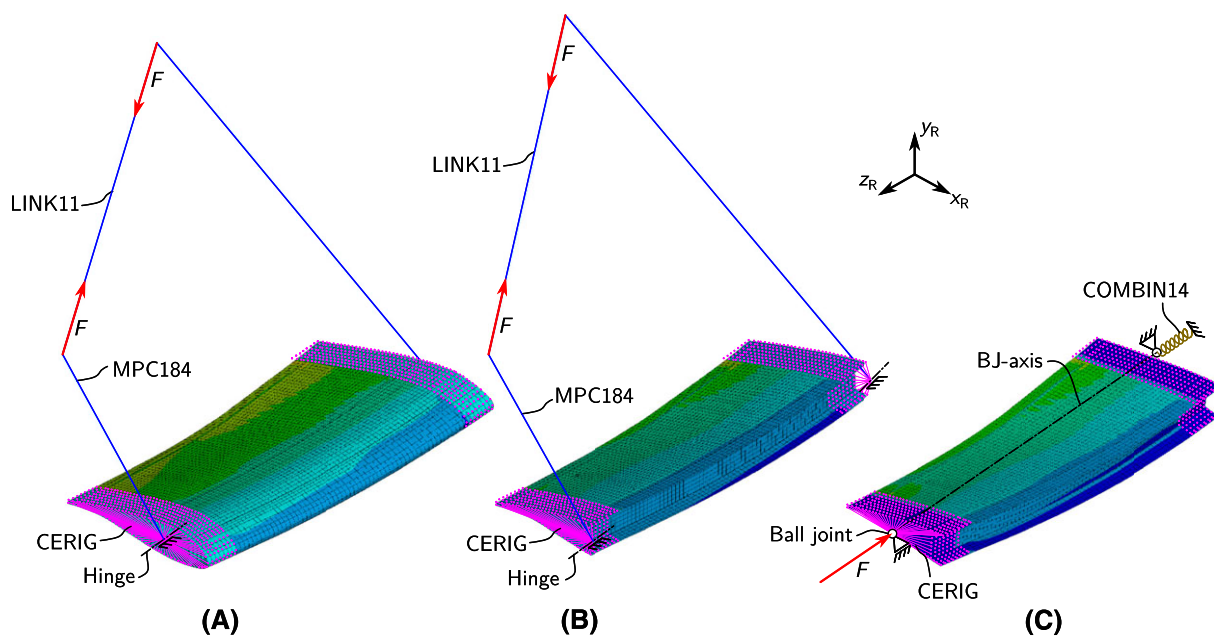 F
LINK11
F
MPC184
CERIG
Hinge
(A)
F
LINK11
F
MPC184
CERIG
Hinge
(B)
yR
zR
xR
COMBIN14
BJ-axis
Ball joint
F
CERIG
(C)